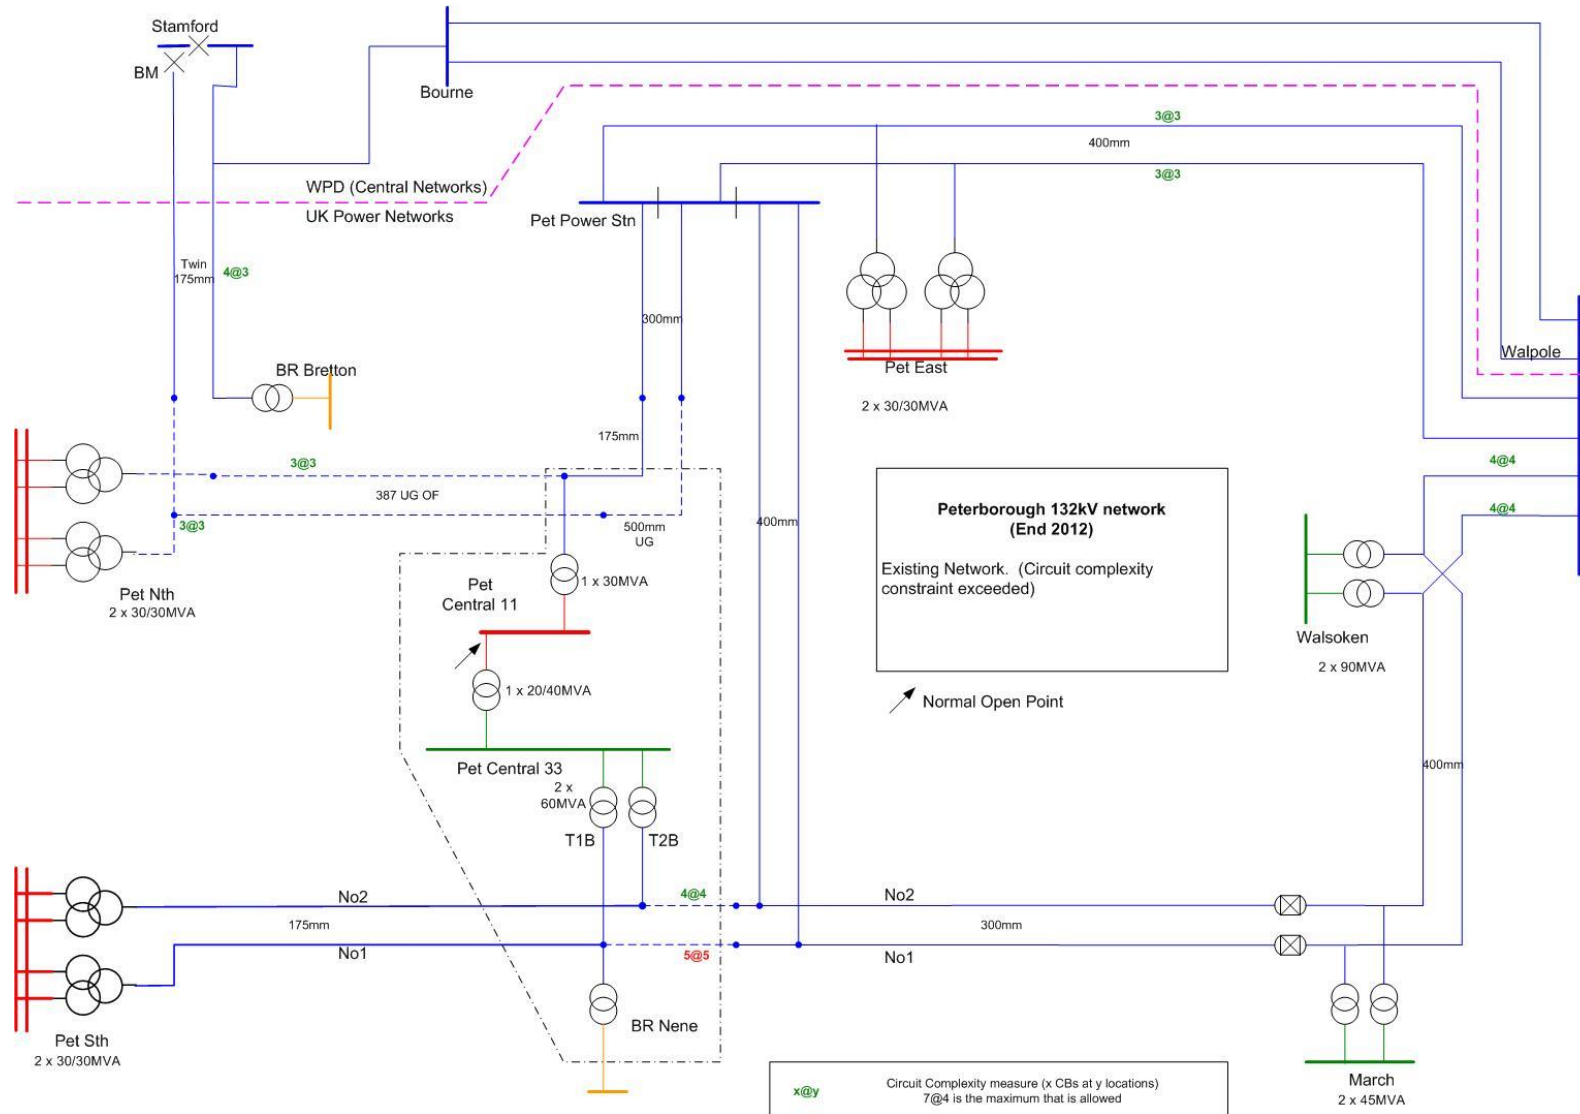 Stamford
BM
Bourne
3@3
400mm
3@3
WPD (Central Networks)
UK Power Networks
Pet Power Stn
Twin
175mm
4@3
300mm
BR Bretton
Pet East
2 x 30/30MVA
Walpole
175mm
3@3
387 UG OF
3@3
500mm
UG
400mm
4@4
4@4
Peterborough 132kV network
(End 2012)
Existing Network.  (Circuit complexity
constraint exceeded)
Pet Nth
2 x 30/30MVA
Pet
Central 11
1 x 30MVA
Walsoken
2 x 90MVA
1 x 20/40MVA
Normal Open Point
Pet Central 33
2 x
60MVA
T1B
T2B
400mm
No2
4@4
No2
175mm
300mm
No1
5@5
No1
BR Nene
Pet Sth
2 x 30/30MVA
March
2 x 45MVA
x@y
Circuit Complexity measure (x CBs at y locations)
7@4 is the maximum that is allowed